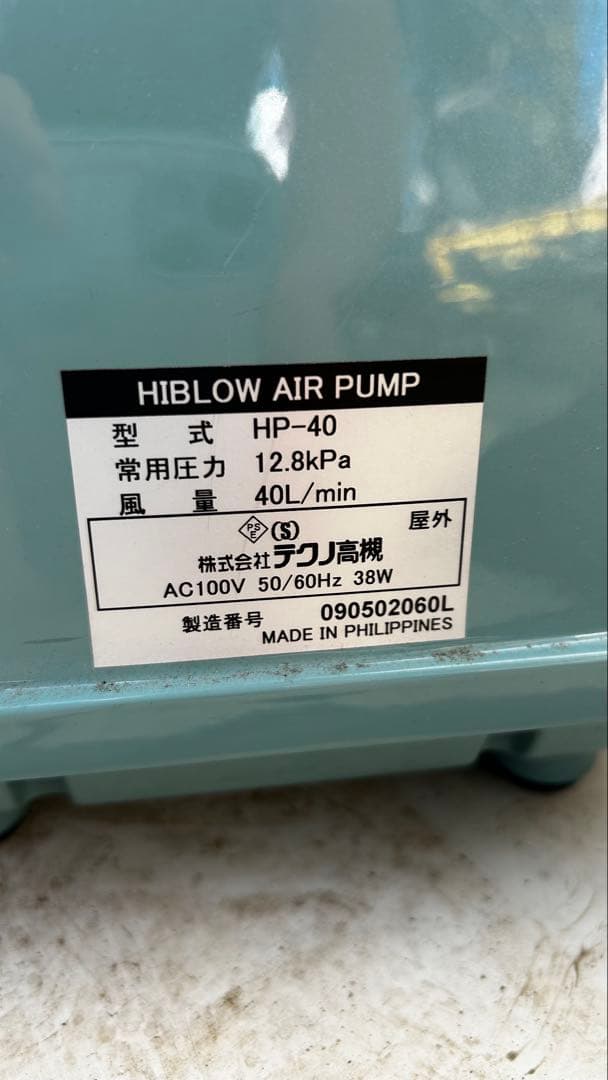 HIBLOW AIR PUMP
型 式 HP-40
常用圧力 12.8kPa
風 量 40L/min
PSE (S) 屋外
株式会社テクノ高槻
AC100V 50/60Hz 38W
製造番号 090502060L
MADE IN PHILIPPINES